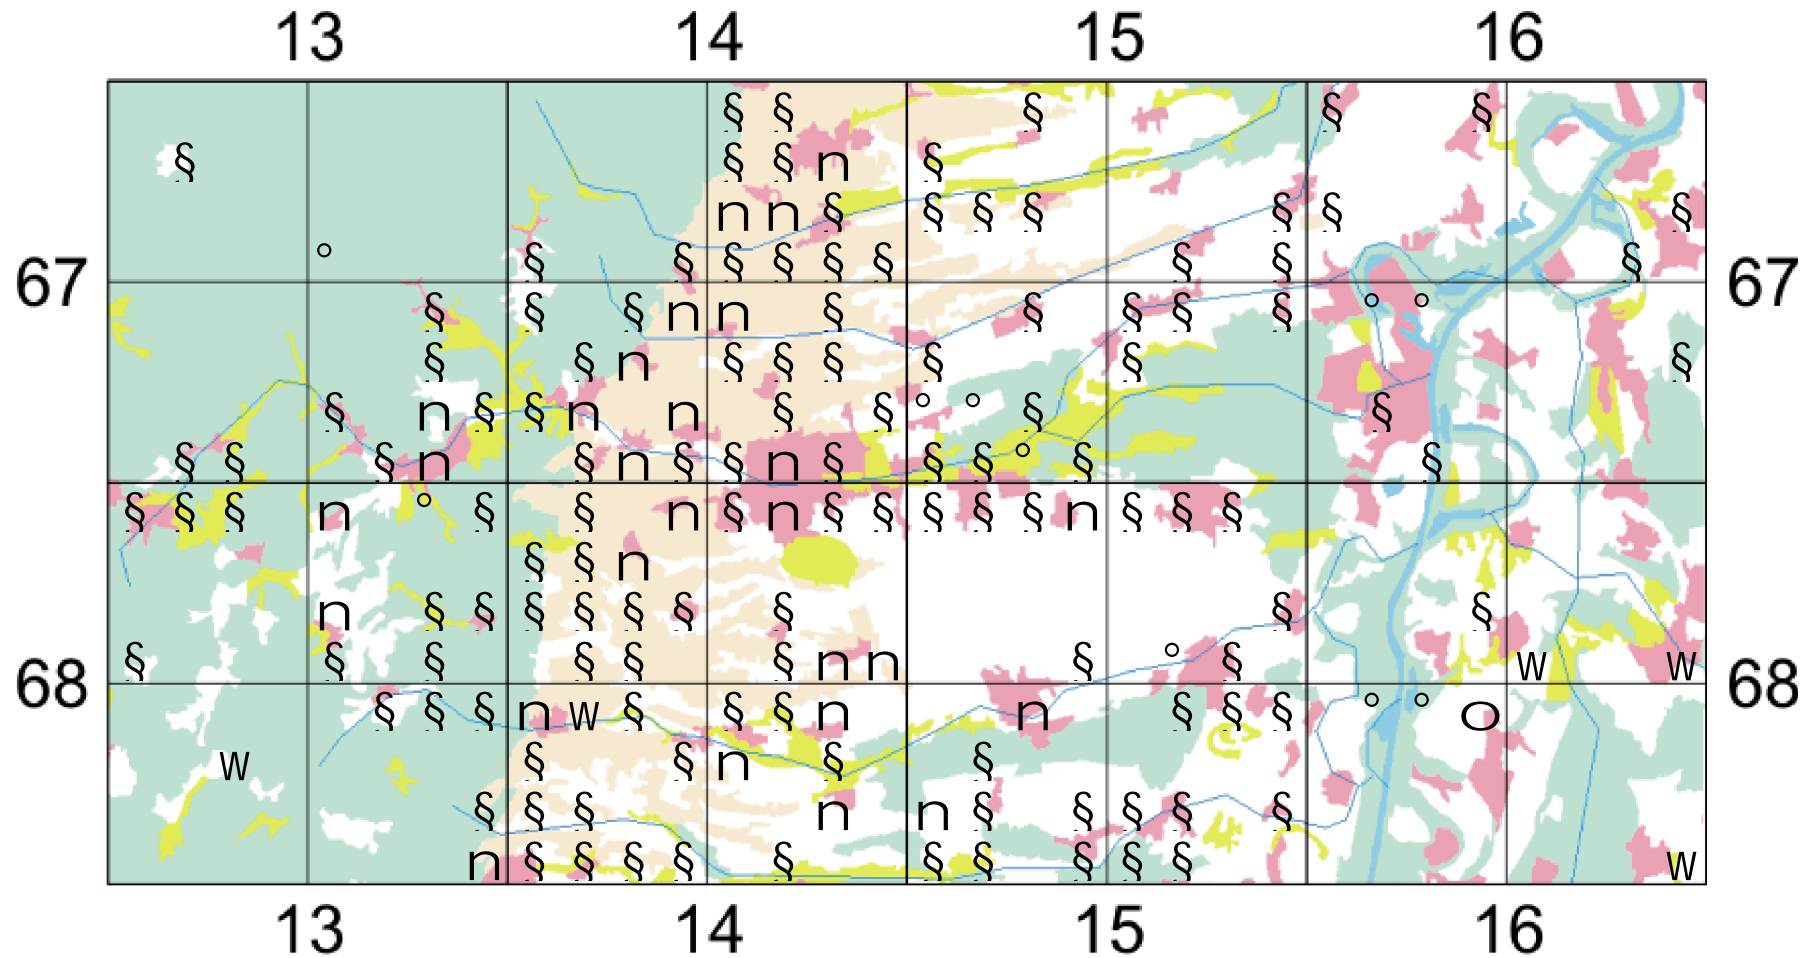 13 14 15 16
§ § § § §
§ § § n §
n n § § § § § § §
° § § § § § § § § §
67 67
§ § § n n § § § § §  ° °
§ § n § § § § § §
§ n § § n n § § ° ° § §
§ § § n § n § § n § § § ° § §
§ § § n ° § § n § n § § § § § n § § §
§ § n
n § § § § § § § § §
§ § § § § § n n § ° § w w
68 68
§ § § n w § § § n n § § § ° ° o
w § § n § §
§ § § n n § § § § §
n § § § § § § § § § § w
13 14 15 16